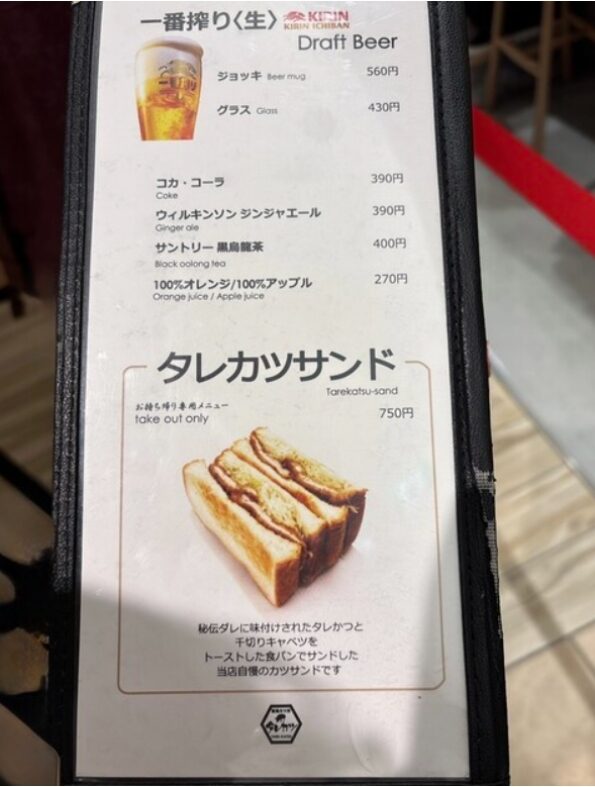 一番搾り〈生〉 KIRIN
KIRIN ICHIBAN
Draft Beer
一番搾り
ジョッキ Beer mug 560円
グラス Glass 430円
コカ・コーラ 390円
Coke
ウィルキンソン ジンジャエール 390円
Ginger ale
サントリー 黒烏龍茶 400円
Black oolong tea
100%オレンジ/100%アップル 270円
Orange juice / Apple juice
タレカツサンド
Tarekatsu-sand
お持ち帰り専用メニュー
take out only 750円
秘伝ダレに味付けされたタレかつと
千切りキャベツを
トーストした食パンでサンドした
当店自慢のカツサンドです
タレカツ